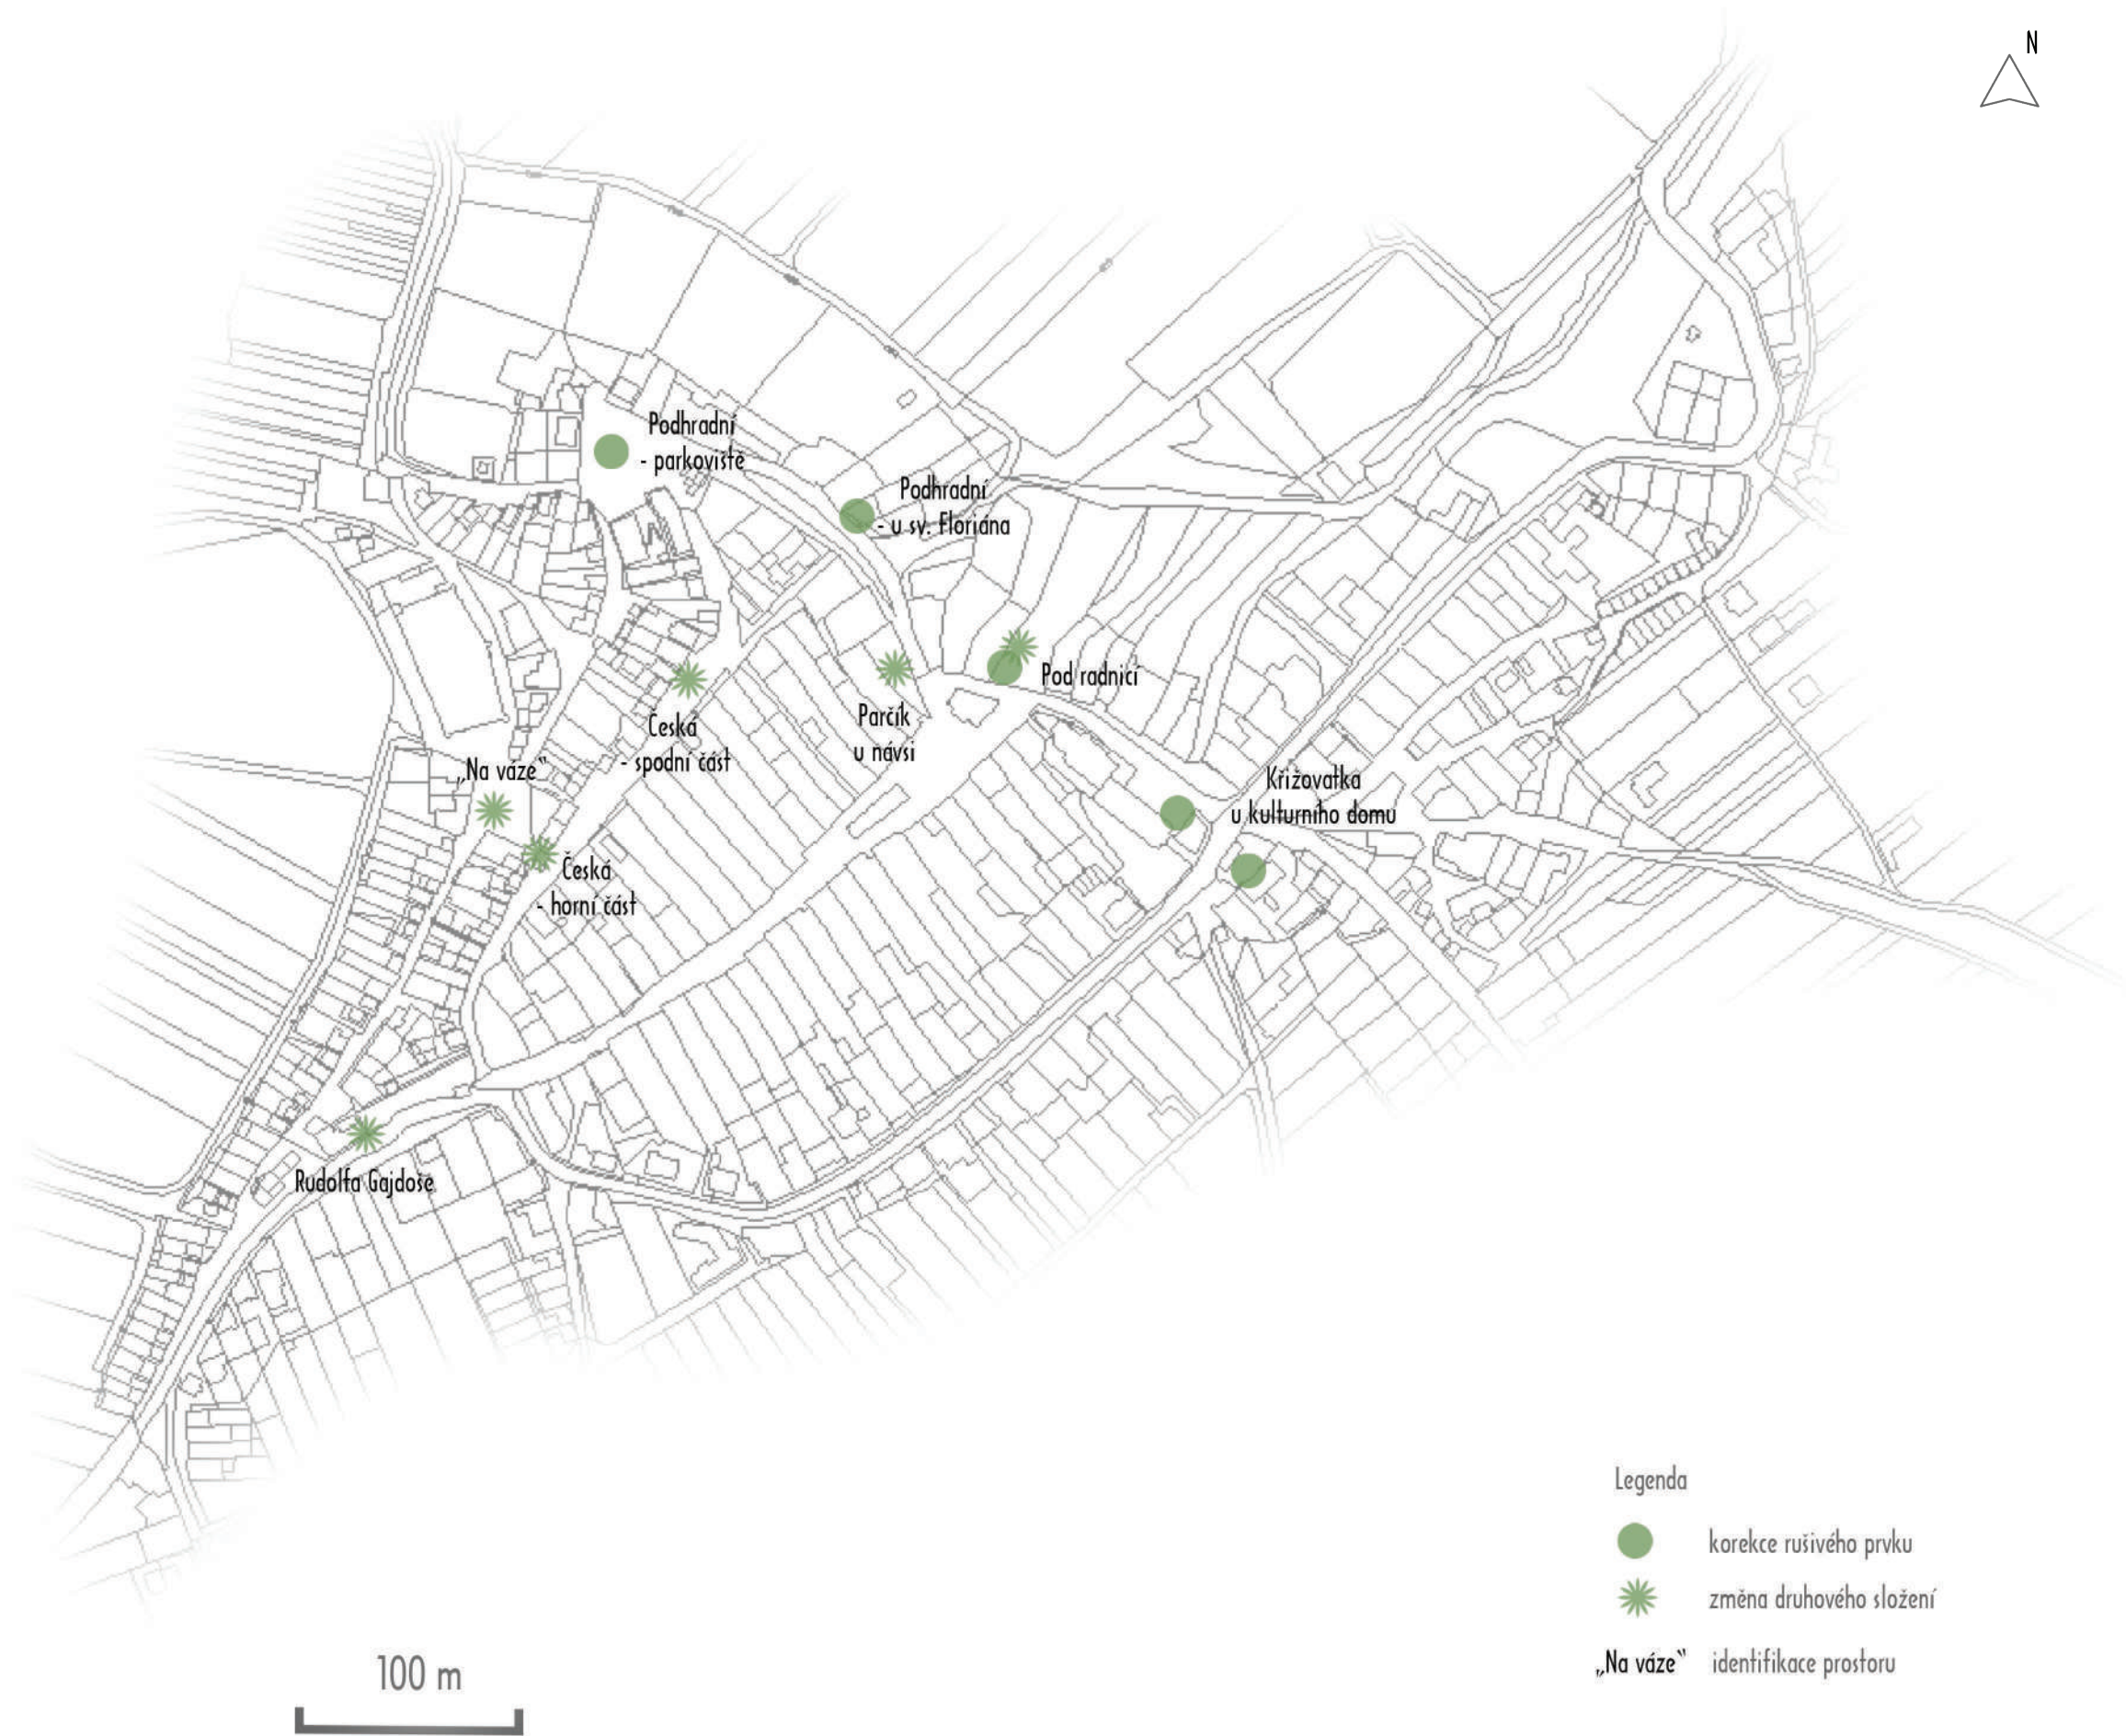 N
Podhradní
- parkoviště
Podhradní
- u sv. Floriána
Pod radnicí
Parčík
u návsi
Česká
- spodní část
„Na váze“
Křižovatka
u kulturního domu
Česká
- horní část
Rudolfa Gajdoše
Legenda
korekce rušivého prvku
změna druhového složení
„Na váze“ identifikace prostoru
100 m